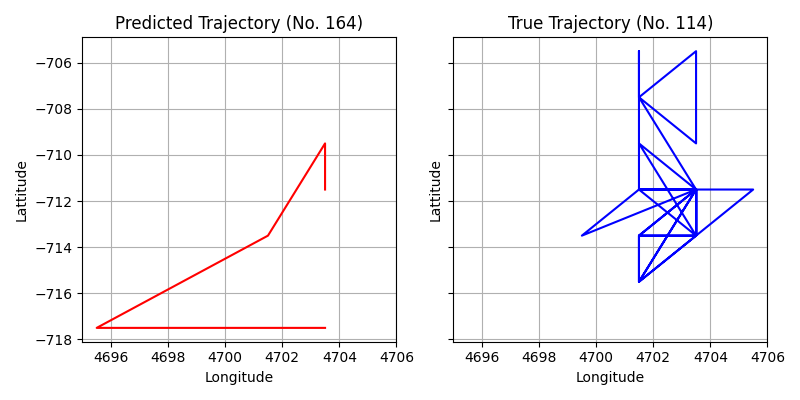 Predicted Trajectory (No. 164)
−706
−708
−710
−712
−714
−716
−718
Lattitude
4696 4698 4700 4702 4704 4706
Longitude
True Trajectory (No. 114)
Lattitude
4696 4698 4700 4702 4704 4706
Longitude